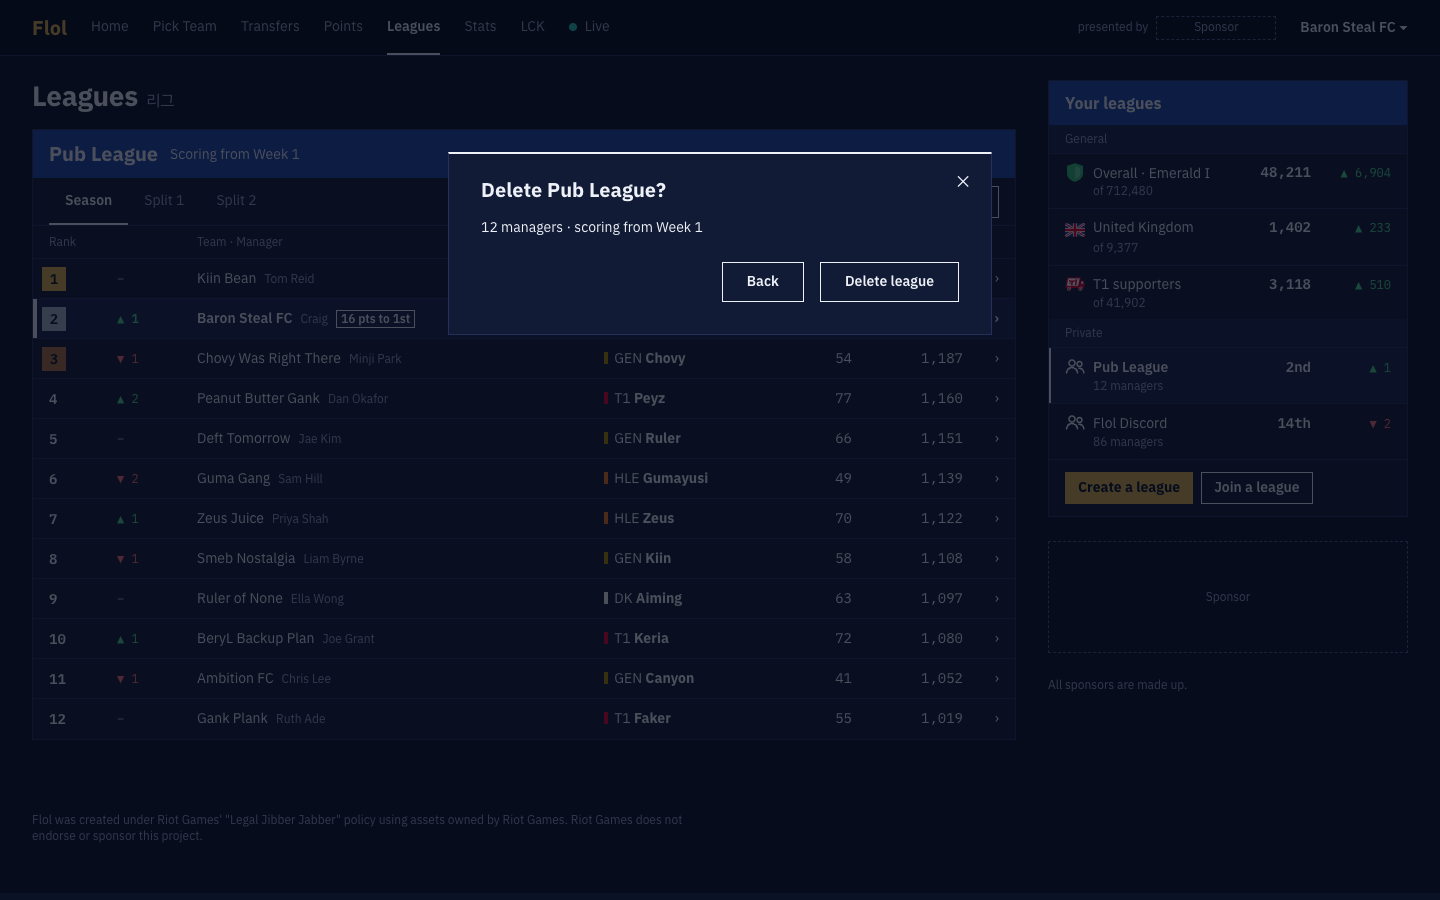 Flol Home Pick Team Transfers Points Leagues Stats LCK Live presented by Sponsor Baron Steal FC
Leagues 리그
Pub League Scoring from Week 1
Season Split 1 Split 2
Rank Team · Manager
1 – Kiin Bean Tom Reid ›
2 ▲ 1 Baron Steal FC Craig 16 pts to 1st ›
3 ▼ 1 Chovy Was Right There Minji Park GEN Chovy 54 1,187 ›
4 ▲ 2 Peanut Butter Gank Dan Okafor T1 Peyz 77 1,160 ›
5 – Deft Tomorrow Jae Kim GEN Ruler 66 1,151 ›
6 ▼ 2 Guma Gang Sam Hill HLE Gumayusi 49 1,139 ›
7 ▲ 1 Zeus Juice Priya Shah HLE Zeus 70 1,122 ›
8 ▼ 1 Smeb Nostalgia Liam Byrne GEN Kiin 58 1,108 ›
9 – Ruler of None Ella Wong DK Aiming 63 1,097 ›
10 ▲ 1 BeryL Backup Plan Joe Grant T1 Keria 72 1,080 ›
11 ▼ 1 Ambition FC Chris Lee GEN Canyon 41 1,052 ›
12 – Gank Plank Ruth Ade T1 Faker 55 1,019 ›
Delete Pub League?
12 managers · scoring from Week 1
Back Delete league
Your leagues
General
Overall · Emerald I 48,211 ▲ 6,904
of 712,480
United Kingdom 1,402 ▲ 233
of 9,377
T1 supporters 3,118 ▲ 510
of 41,902
Private
Pub League 2nd ▲ 1
12 managers
Flol Discord 14th ▼ 2
86 managers
Create a league Join a league
Sponsor
All sponsors are made up.
Flol was created under Riot Games' "Legal Jibber Jabber" policy using assets owned by Riot Games. Riot Games does not
endorse or sponsor this project.